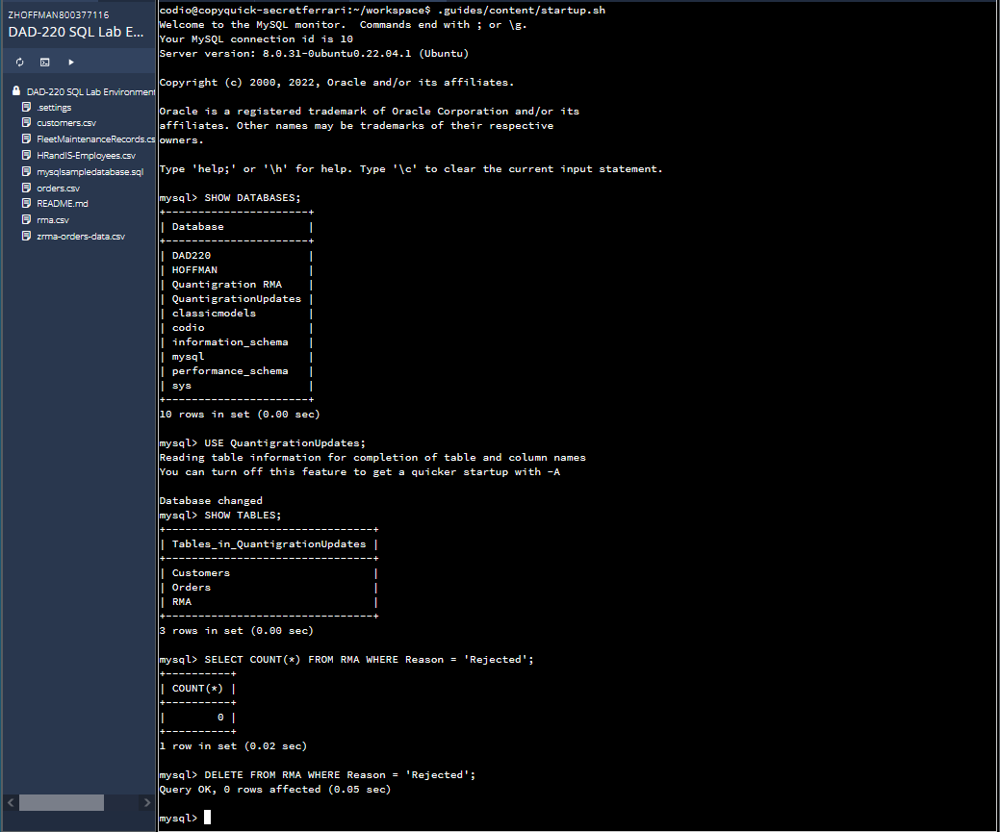 ZHOFFMAN800377116
DAD-220 SQL Lab E...
DAD-220 SQL Lab Environment
.settings
customers.csv
FleetMaintenanceRecords.cs
HRandIS-Employees.csv
mysqlsampledatabase.sql
orders.csv
README.md
rma.csv
zrma-orders-data.csv
codio@copyquick-secretferrari:~/workspace$ .guides/content/startup.sh
Welcome to the MySQL monitor.  Commands end with ; or \g.
Your MySQL connection id is 10
Server version: 8.0.31-0ubuntu0.22.04.1 (Ubuntu)
Copyright (c) 2000, 2022, Oracle and/or its affiliates.
Oracle is a registered trademark of Oracle Corporation and/or its
affiliates. Other names may be trademarks of their respective
owners.
Type 'help;' or '\h' for help. Type '\c' to clear the current input statement.
mysql> SHOW DATABASES;
+----------------------+
| Database             |
+----------------------+
| DAD220               |
| HOFFMAN              |
| Quantigration RMA    |
| QuantigrationUpdates |
| classicmodels        |
| codio                |
| information_schema   |
| mysql                |
| performance_schema   |
| sys                  |
+----------------------+
10 rows in set (0.00 sec)
mysql> USE QuantigrationUpdates;
Reading table information for completion of table and column names
You can turn off this feature to get a quicker startup with -A
Database changed
mysql> SHOW TABLES;
+--------------------------------+
| Tables_in_QuantigrationUpdates |
+--------------------------------+
| Customers                      |
| Orders                         |
| RMA                            |
+--------------------------------+
3 rows in set (0.00 sec)
mysql> SELECT COUNT(*) FROM RMA WHERE Reason = 'Rejected';
+----------+
| COUNT(*) |
+----------+
|        0 |
+----------+
1 row in set (0.02 sec)
mysql> DELETE FROM RMA WHERE Reason = 'Rejected';
Query OK, 0 rows affected (0.05 sec)
mysql>